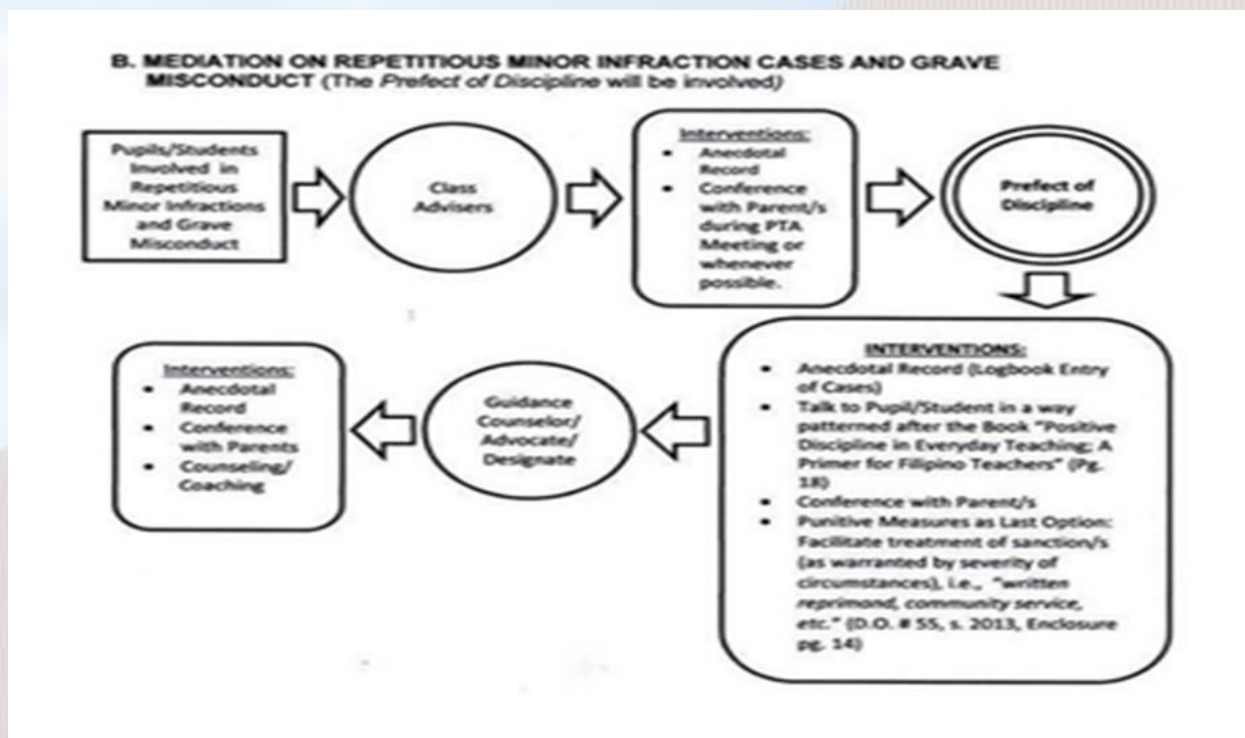 B. MEDIATION ON REPETITIOUS MINOR INFRACTION CASES AND GRAVE
MISCONDUCT (The Prefect of Discipline will be involved)
Pupils/Students
Involved in
Repetitious
Minor Infractions
and Grave
Misconduct
Class
Advisers
Interventions:
• Anecdotal
Record
• Conference
with Parent/s
during PTA
Meeting or
whenever
possible.
Prefect of
Discipline
INTERVENTIONS:
• Anecdotal Record (Logbook Entry
of Cases)
• Talk to Pupil/Student in a way
patterned after the Book "Positive
Discipline in Everyday Teaching; A
Primer for Filipino Teachers" (Pg.
18)
• Conference with Parent/s
• Punitive Measures as Last Option:
Facilitate treatment of sanction/s
(as warranted by severity of
circumstances), i.e., "written
reprimond, community service,
etc." (D.O. # 55, s. 2013, Enclosure
pg. 14)
Guidance
Counselor/
Advocate/
Designate
Interventions:
• Anecdotal
Record
• Conference
with Parents
• Counseling/
Coaching